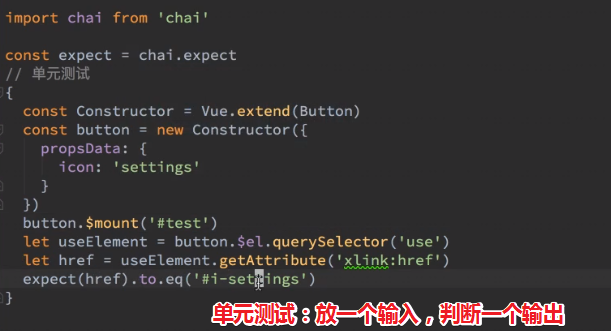 import chai from 'chai'
const expect = chai.expect
// 单元测试
{
const Constructor = Vue.extend(Button)
const button = new Constructor({
propsData: {
icon: 'settings'
}
})
button.$mount('#test')
let useElement = button.$el.querySelector('use')
let href = useElement.getAttribute('xlink:href')
expect(href).to.eq('#i-settings')
}
单元测试：放一个输入，判断一个输出